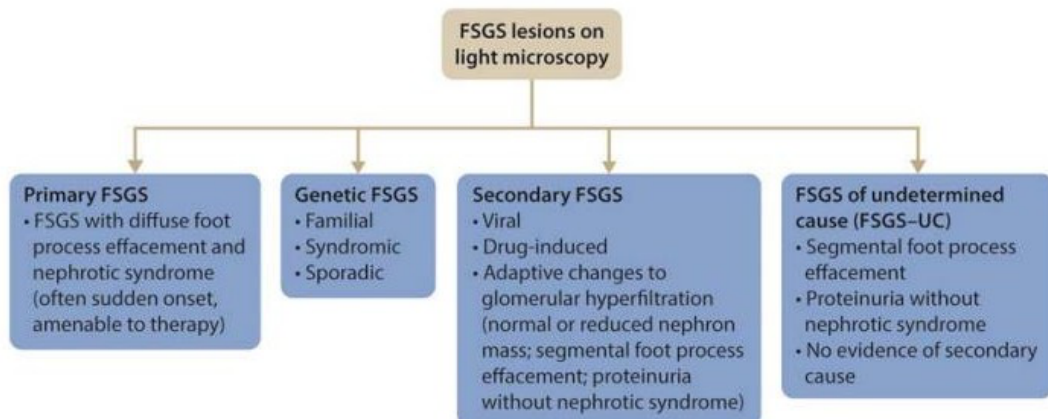 FSGS lesions on
light microscopy
Primary FSGS
• FSGS with diffuse foot
process effacement and
nephrotic syndrome
(often sudden onset,
amenable to therapy)
Genetic FSGS
• Familial
• Syndromic
• Sporadic
Secondary FSGS
• Viral
• Drug-induced
• Adaptive changes to
glomerular hyperfiltration
(normal or reduced nephron
mass; segmental foot process
effacement; proteinuria
without nephrotic syndrome)
FSGS of undetermined
cause (FSGS–UC)
• Segmental foot process
effacement
• Proteinuria without
nephrotic syndrome
• No evidence of secondary
cause